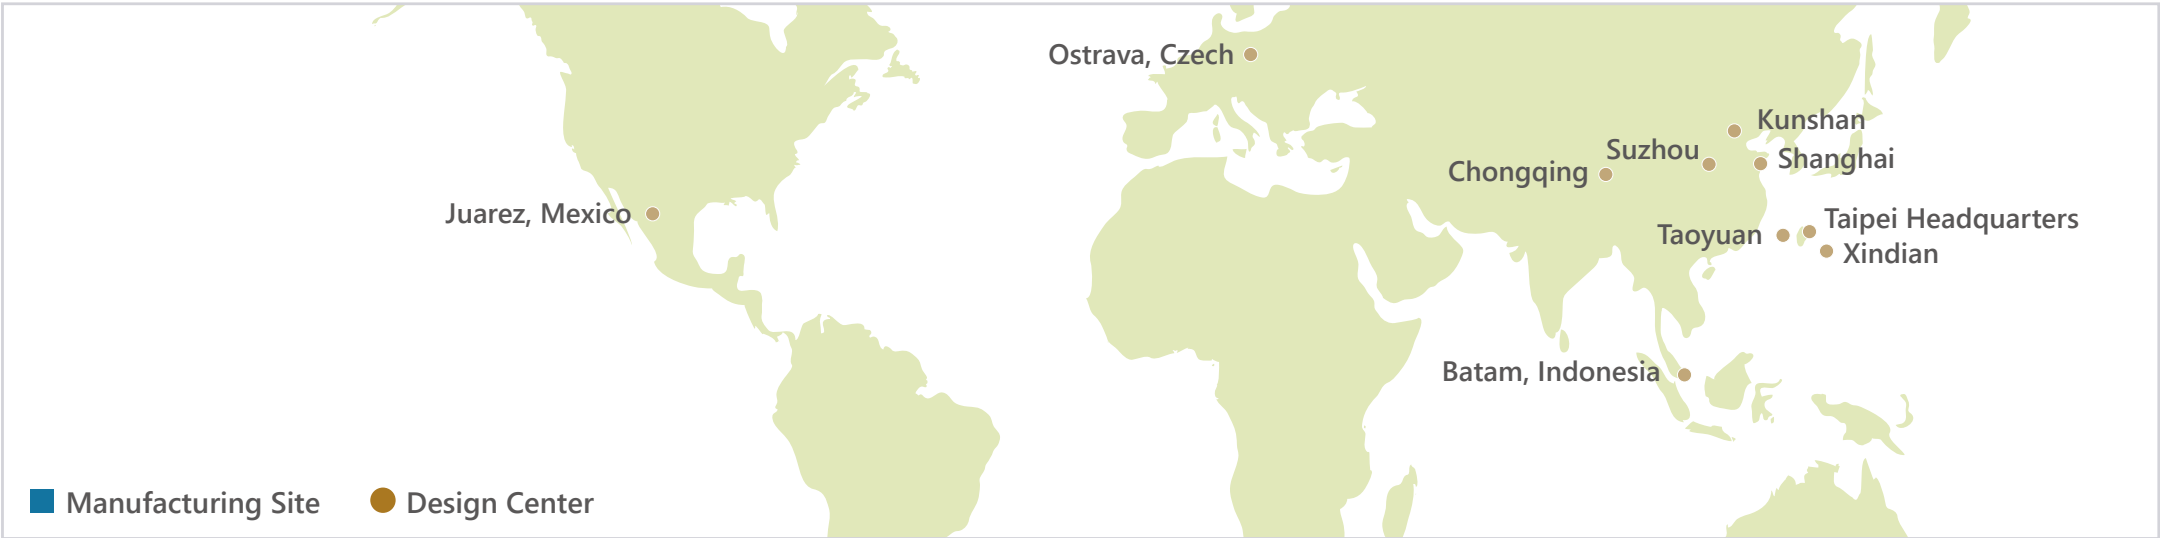 Ostrava, Czech
Kunshan
Suzhou
Shanghai
Chongqing
Juarez, Mexico
Taipei Headquarters
Taoyuan
Xindian
Batam, Indonesia
Manufacturing Site
Design Center